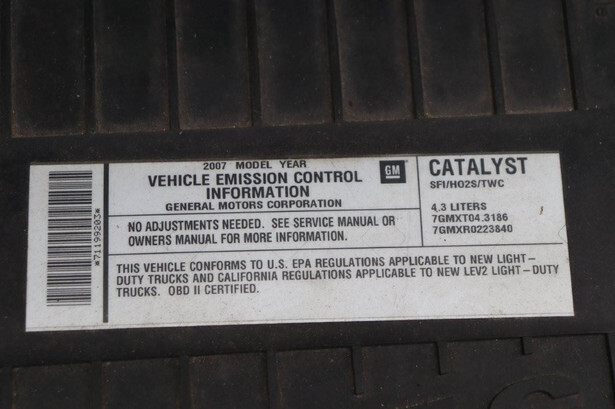 *71199203*
2007 MODEL YEAR
VEHICLE EMISSION CONTROL
INFORMATION
GENERAL MOTORS CORPORATION
GM
NO ADJUSTMENTS NEEDED. SEE SERVICE MANUAL OR
OWNERS MANUAL FOR MORE INFORMATION.
CATALYST
SFI/HO2S/TWC
4.3 LITERS
7GMXT04.3186
7GMXR0223840
THIS VEHICLE CONFORMS TO U.S. EPA REGULATIONS APPLICABLE TO NEW LIGHT–
DUTY TRUCKS AND CALIFORNIA REGULATIONS APPLICABLE TO NEW LEV2 LIGHT–DUTY
TRUCKS. OBD II CERTIFIED.